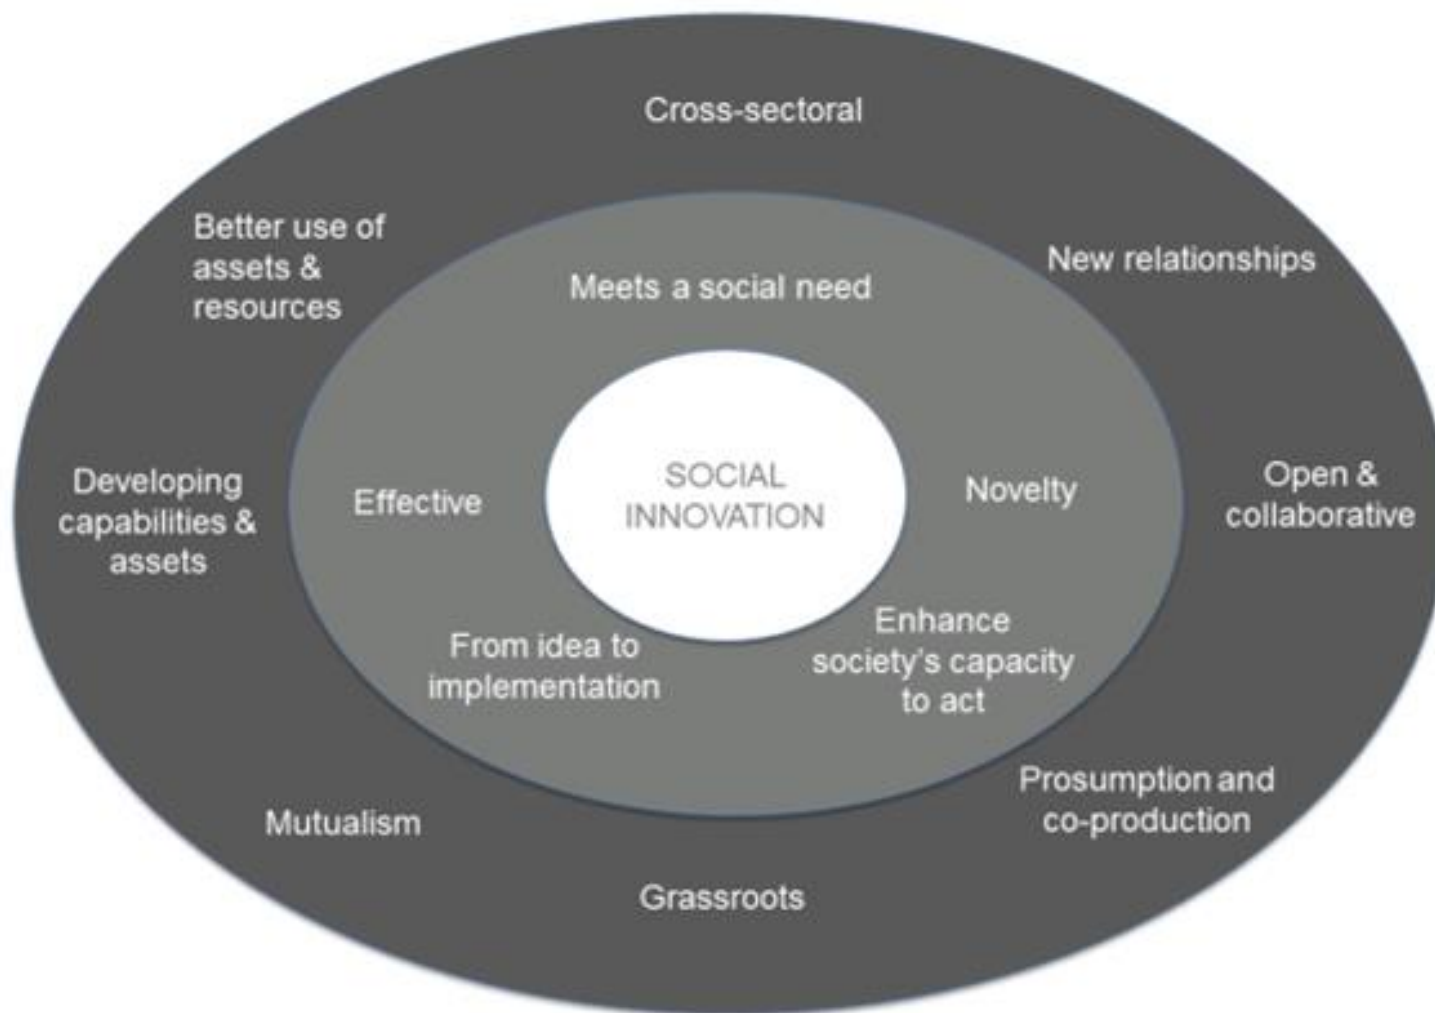 Cross-sectoral
Better use of
assets &
resources
New relationships
Meets a social need
Developing
capabilities &
assets
Effective
SOCIAL
INNOVATION
Novelty
Open &
collaborative
From idea to
implementation
Enhance
society's capacity
to act
Mutualism
Prosumption and
co-production
Grassroots